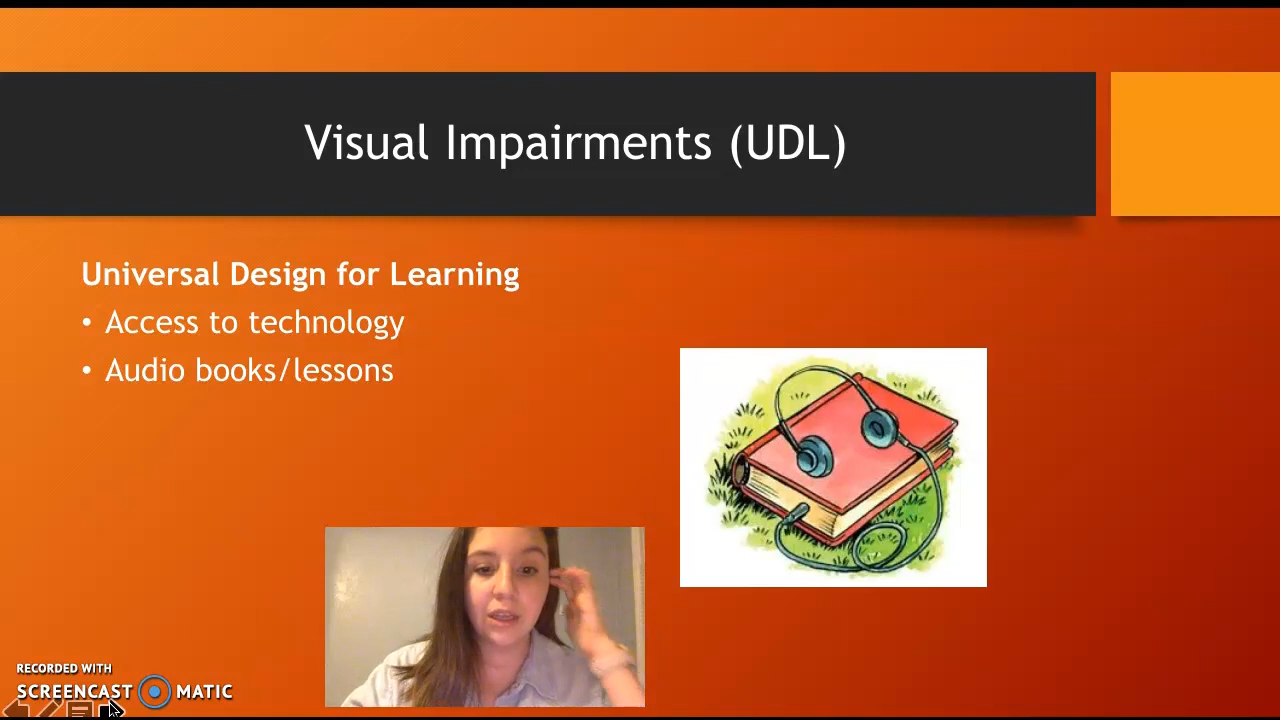 Visual Impairments (UDL)
Universal Design for Learning
• Access to technology
• Audio books/lessons
RECORDED WITH
SCREENCAST MATIC